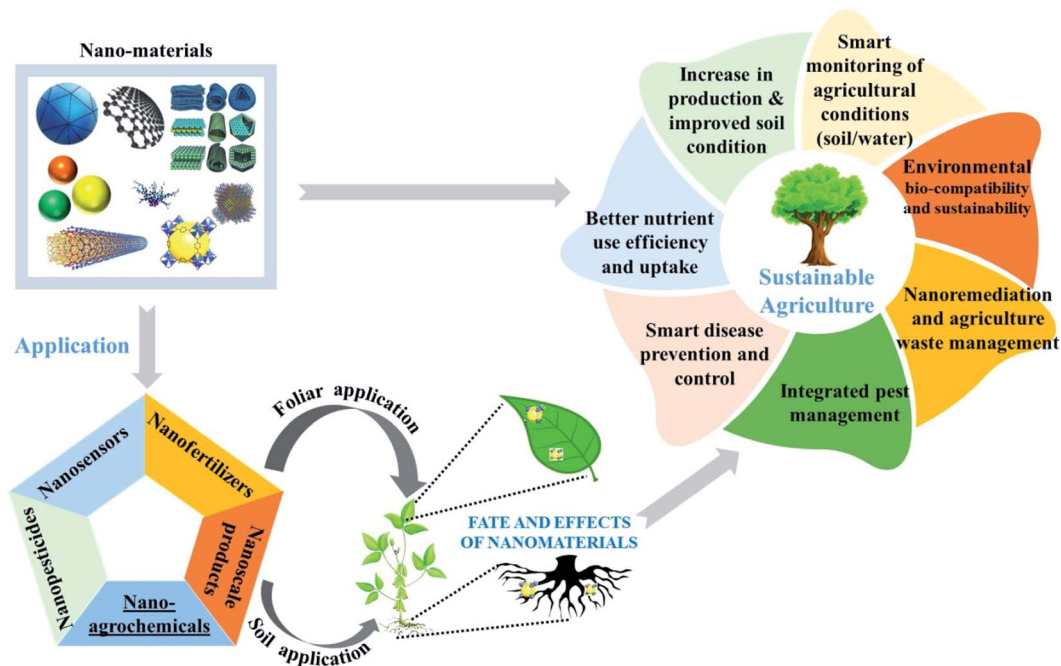 Nano-materials
Application
Nanosensors
Nanofertilizers
Nanopesticides
Nanoscale
products
Nano-
agrochemicals
Foliar application
Soil application
FATE AND EFFECTS
OF NANOMATERIALS
Increase in
production &
improved soil
condition
Smart
monitoring of
agricultural
conditions
(soil/water)
Environmental
bio-compatibility
and sustainability
Better nutrient
use efficiency
and uptake
Sustainable
Agriculture
Nanoremediation
and agriculture
waste management
Smart disease
prevention and
control
Integrated pest
management